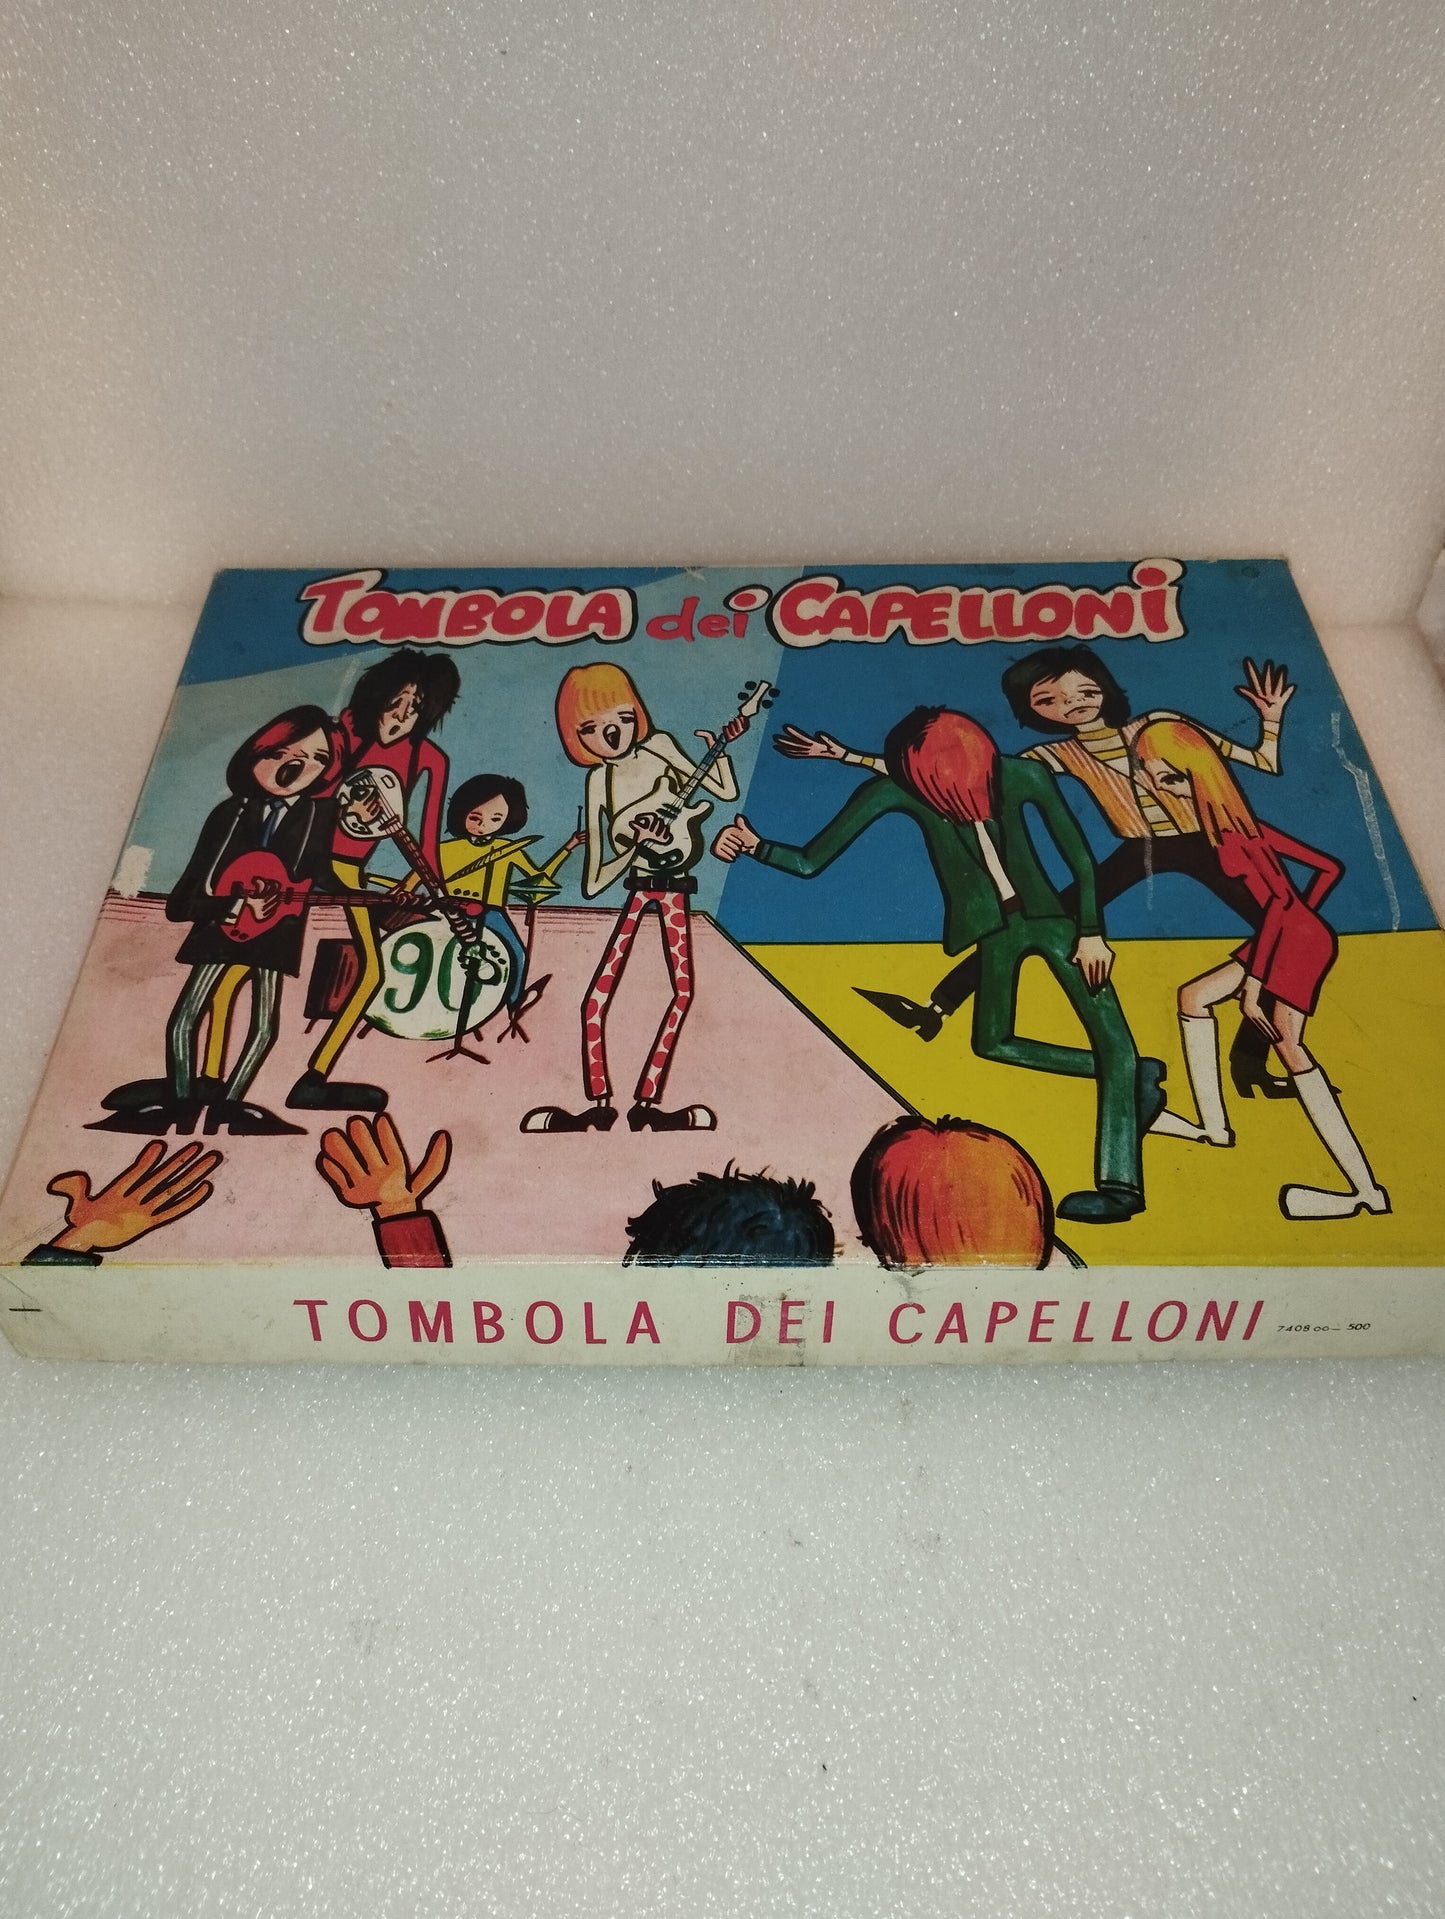 TOMBOLA dei CAPELLONI
90
TOMBOLA DEI CAPELLONI 7408 00— 500